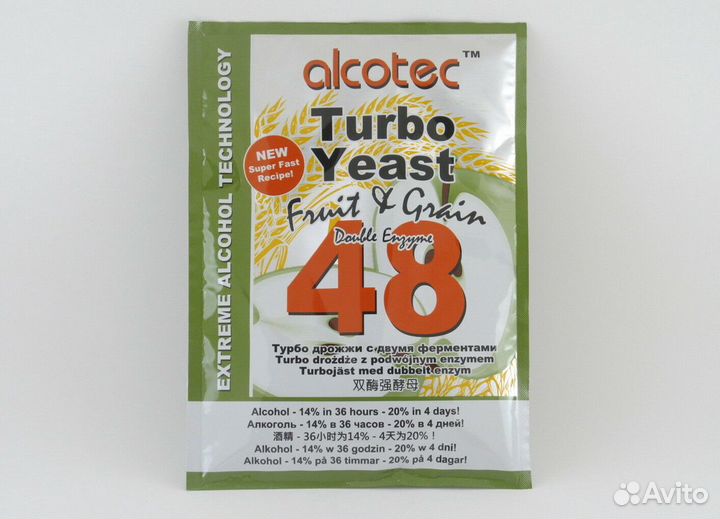 alcotec™
Turbo
Yeast
NEW
Super Fast
Recipe!
Fruit & Grain
Double Enzyme
48
EXTREME ALCOHOL TECHNOLOGY
Турбо дрожжи с двумя ферментами
Turbo drożdże z podwójnym enzymem
Turbojäst med dubbelt enzym
双酶强酵母
Alcohol - 14% in 36 hours - 20% in 4 days!
Алкоголь - 14% в 36 часов - 20% в 4 дней!
酒精 - 36小时为14% - 4天为20%！
Alkohol - 14% w 36 godzin - 20% w 4 dni!
Alkohol - 14% på 36 timmar - 20% på 4 dagar!
Avito